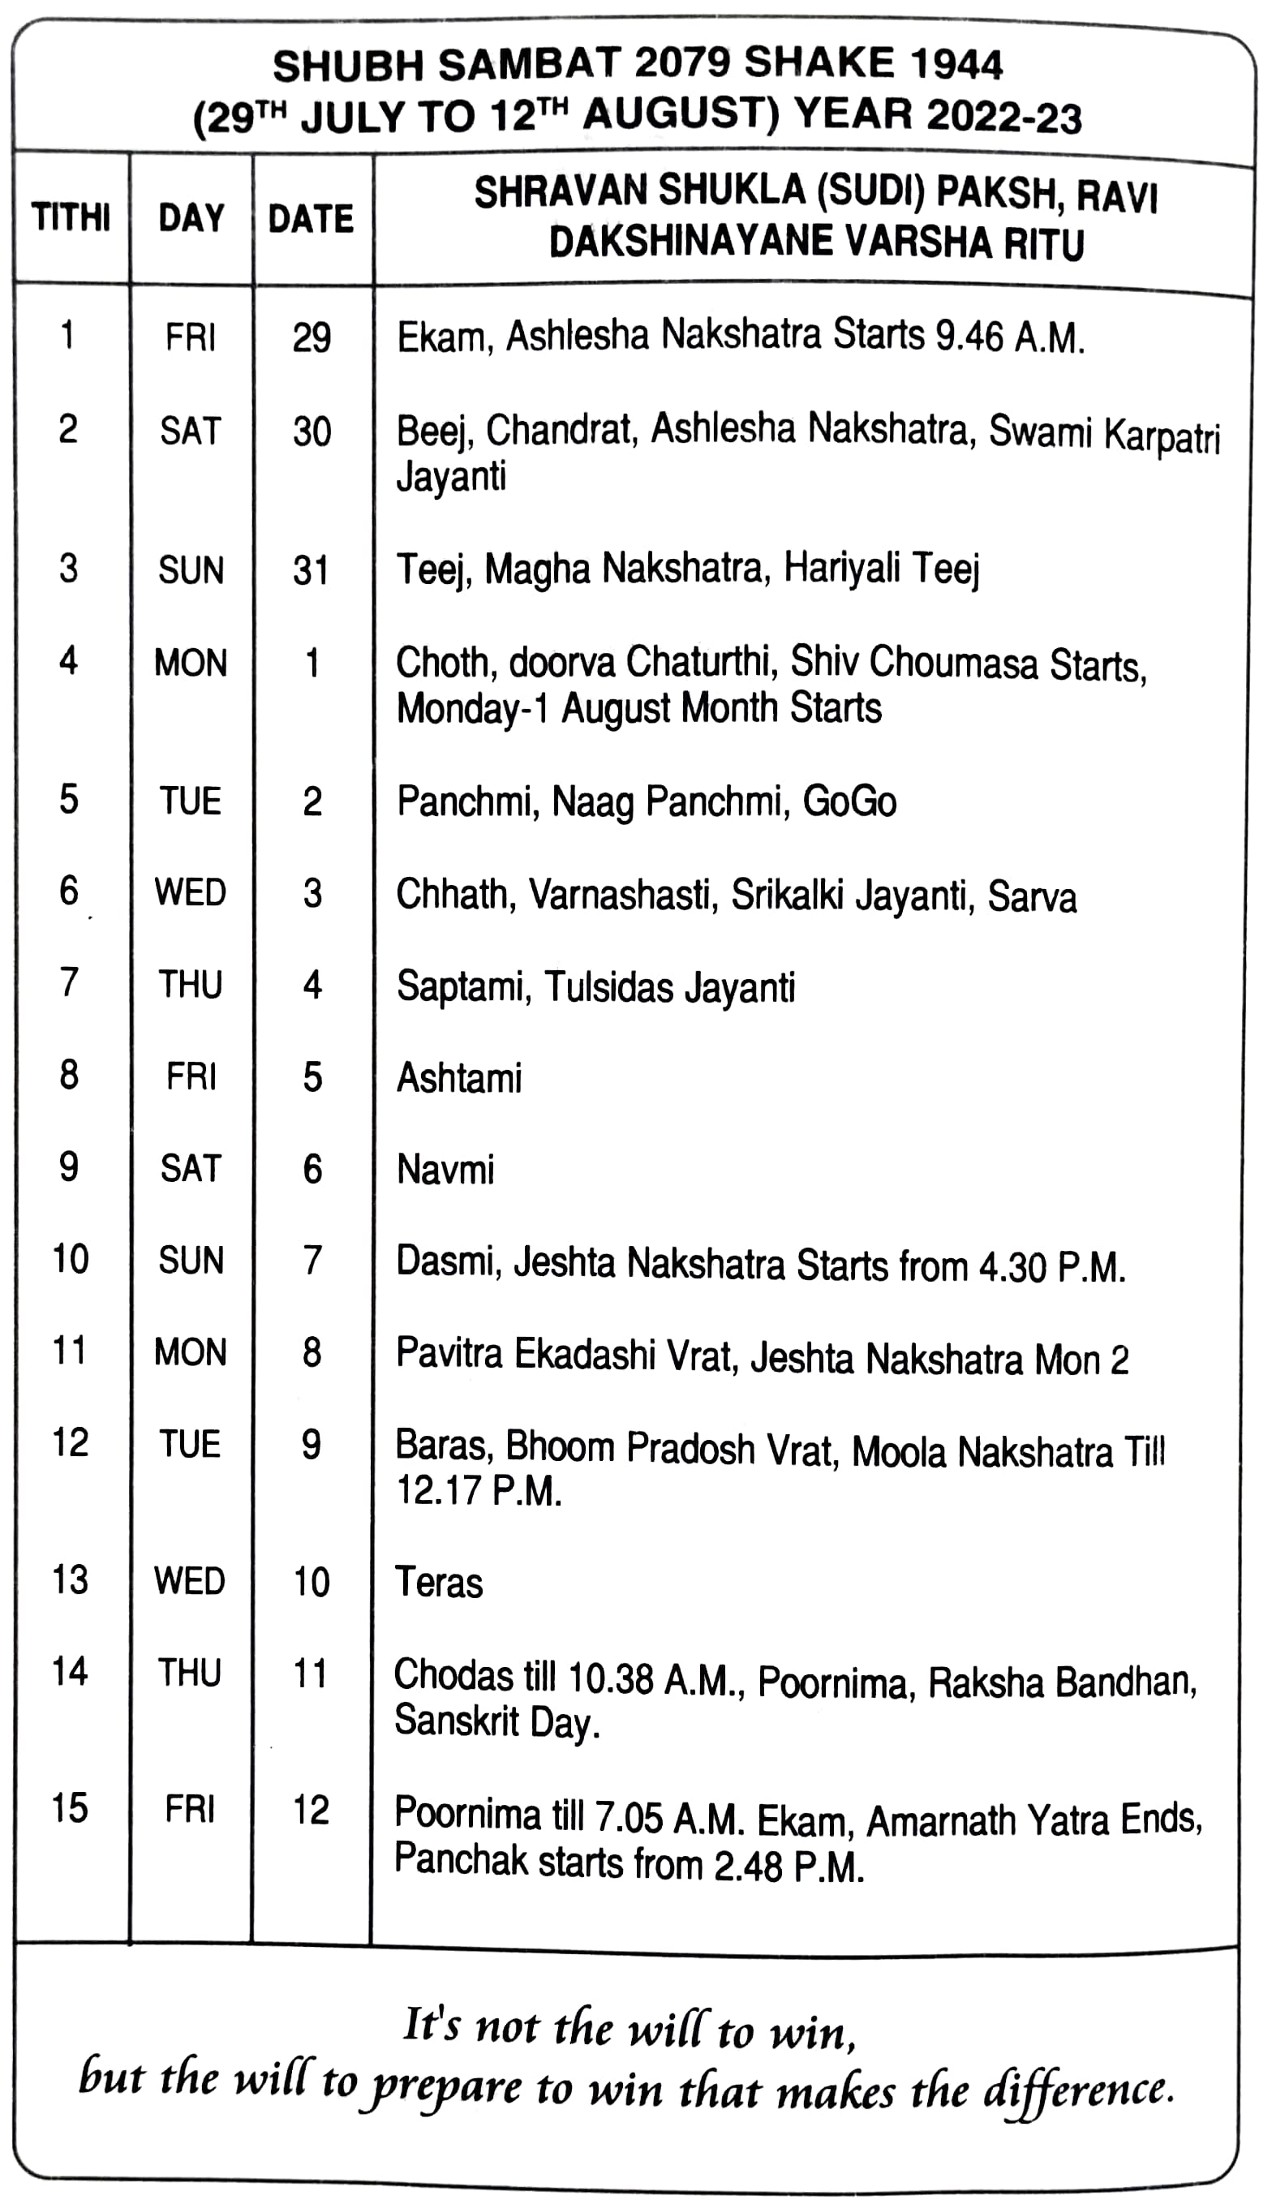 SHUBH SAMBAT 2079 SHAKE 1944
(29TH JULY TO 12TH AUGUST) YEAR 2022-23
TITHI DAY DATE SHRAVAN SHUKLA (SUDI) PAKSH, RAVI
DAKSHINAYANE VARSHA RITU
1 FRI 29 Ekam, Ashlesha Nakshatra Starts 9.46 A.M.
2 SAT 30 Beej, Chandrat, Ashlesha Nakshatra, Swami Karpatri
Jayanti
3 SUN 31 Teej, Magha Nakshatra, Hariyali Teej
4 MON 1 Choth, doorva Chaturthi, Shiv Choumasa Starts,
Monday-1 August Month Starts
5 TUE 2 Panchmi, Naag Panchmi, GoGo
6 WED 3 Chhath, Varnashasti, Srikalki Jayanti, Sarva
7 THU 4 Saptami, Tulsidas Jayanti
8 FRI 5 Ashtami
9 SAT 6 Navmi
10 SUN 7 Dasmi, Jeshta Nakshatra Starts from 4.30 P.M.
11 MON 8 Pavitra Ekadashi Vrat, Jeshta Nakshatra Mon 2
12 TUE 9 Baras, Bhoom Pradosh Vrat, Moola Nakshatra Till
12.17 P.M.
13 WED 10 Teras
14 THU 11 Chodas till 10.38 A.M., Poornima, Raksha Bandhan,
Sanskrit Day.
15 FRI 12 Poornima till 7.05 A.M. Ekam, Amarnath Yatra Ends,
Panchak starts from 2.48 P.M.
It's not the will to win,
but the will to prepare to win that makes the difference.